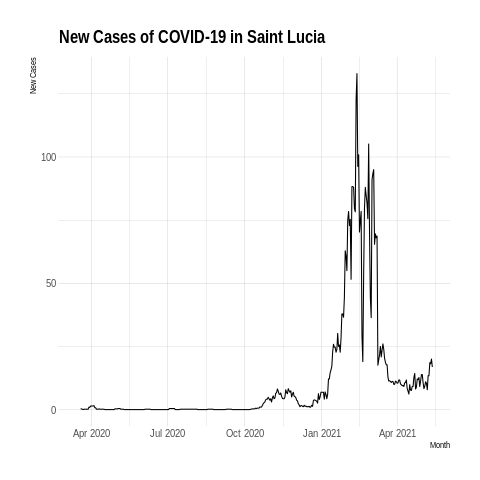 New Cases of COVID-19 in Saint Lucia
New Cases
100
50
0
Apr 2020 Jul 2020 Oct 2020 Jan 2021 Apr 2021
Month